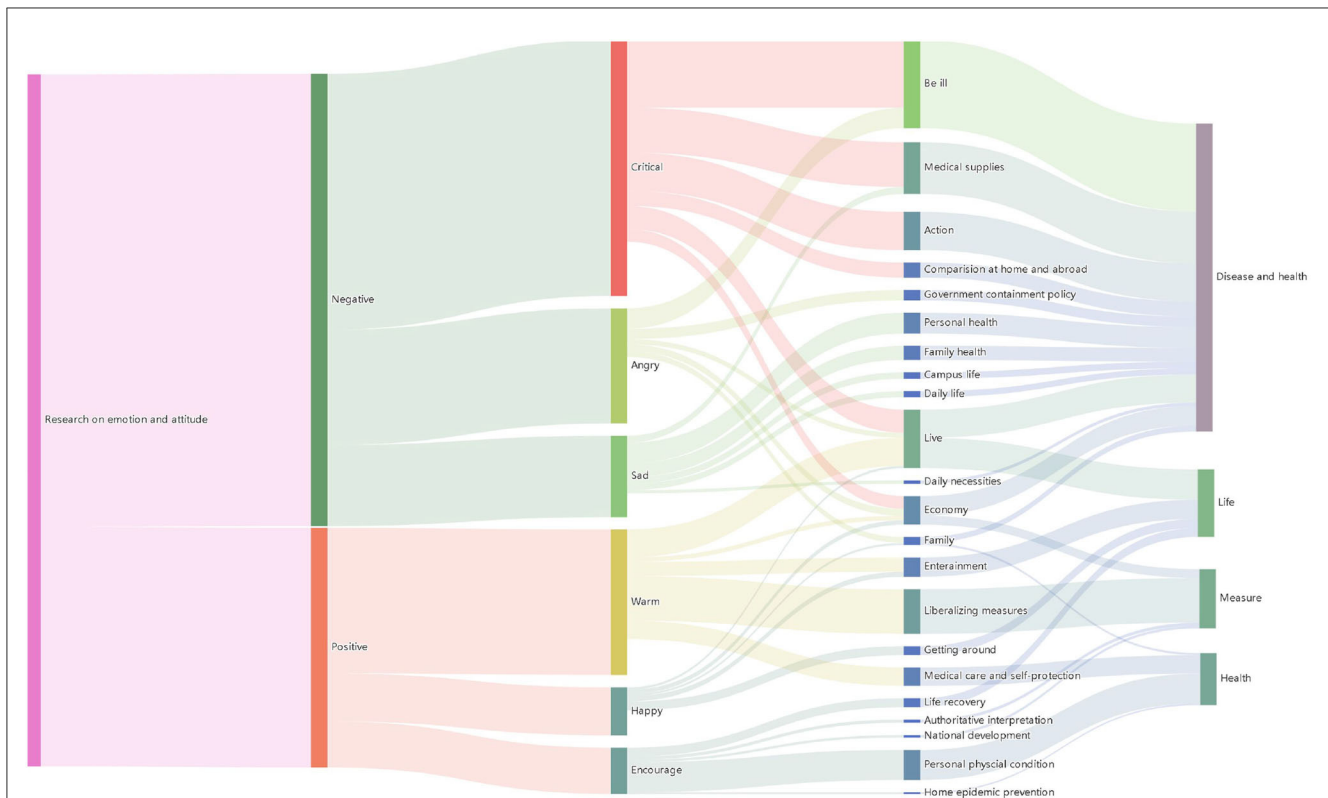 Research on emotion and attitude
Negative
Positive
Critical
Angry
Sad
Warm
Happy
Encourage
Be ill
Medical supplies
Action
Comparision at home and abroad
Government containment policy
Personal health
Family health
Campus life
Daily life
Live
Daily necessities
Economy
Family
Enterainment
Liberalizing measures
Getting around
Medical care and self-protection
Life recovery
Authoritative interpretation
National development
Personal physcial condition
Home epidemic prevention
Disease and health
Life
Measure
Health